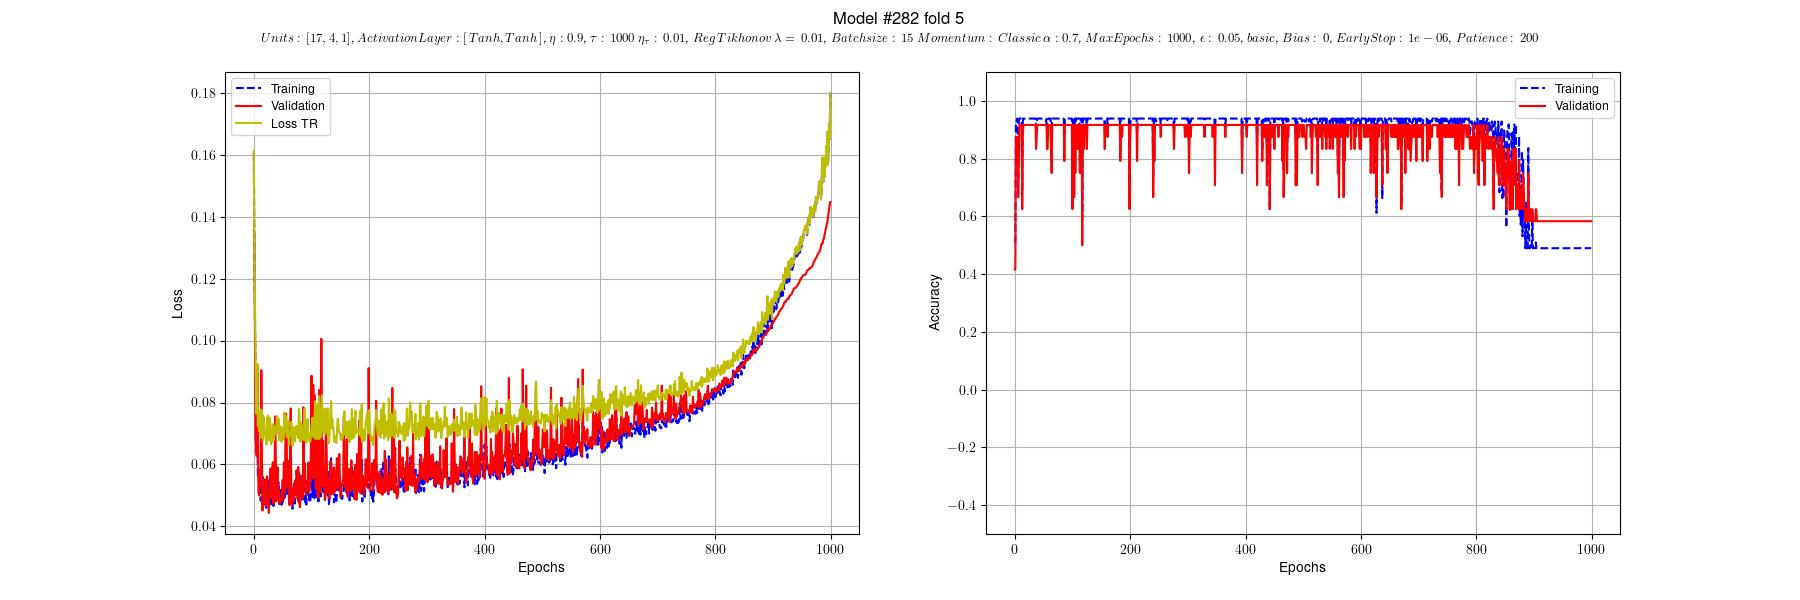 Model #282 fold 5
Units : [17, 4, 1], ActivationLayer : [Tanh, Tanh], η : 0.9, τ : 1000 ητ : 0.01, RegTikhonov λ = 0.01, Batchsize : 15 Momentum : Classic α : 0.7, MaxEpochs : 1000, ϵ : 0.05, basic, Bias : 0, EarlyStop : 1e − 06, Patience : 200
Training
Validation
Loss TR
0.18
0.16
0.14
0.12
0.10
0.08
0.06
0.04
Loss
0 200 400 600 800 1000
Epochs
Training
Validation
1.0
0.8
0.6
0.4
0.2
0.0
−0.2
−0.4
Accuracy
0 200 400 600 800 1000
Epochs